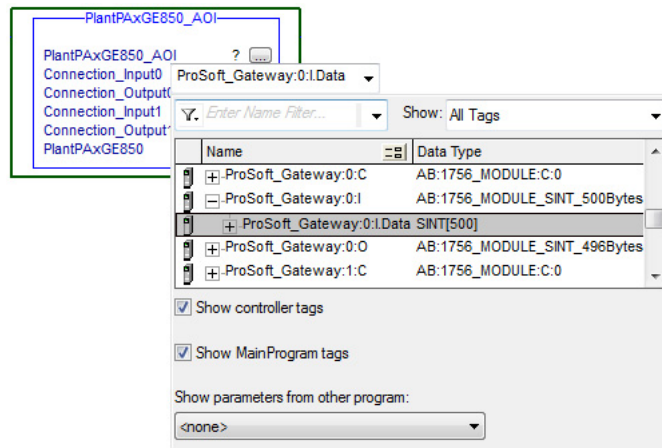 PlantPAxGE850_AOI
PlantPAxGE850_AOI ? ...
Connection_Input0 ProSoft_Gateway:0:I.Data
Connection_Output0
Connection_Input1 Enter Name Filter... Show: All Tags
Connection_Output1
PlantPAxGE850 Name Data Type
ProSoft_Gateway:0:C AB:1756_MODULE:C:0
ProSoft_Gateway:0:I AB:1756_MODULE_SINT_500Bytes
ProSoft_Gateway:0:I.Data SINT[500]
ProSoft_Gateway:0:O AB:1756_MODULE_SINT_496Bytes
ProSoft_Gateway:1:C AB:1756_MODULE:C:0
Show controller tags
Show MainProgram tags
Show parameters from other program:
<none>